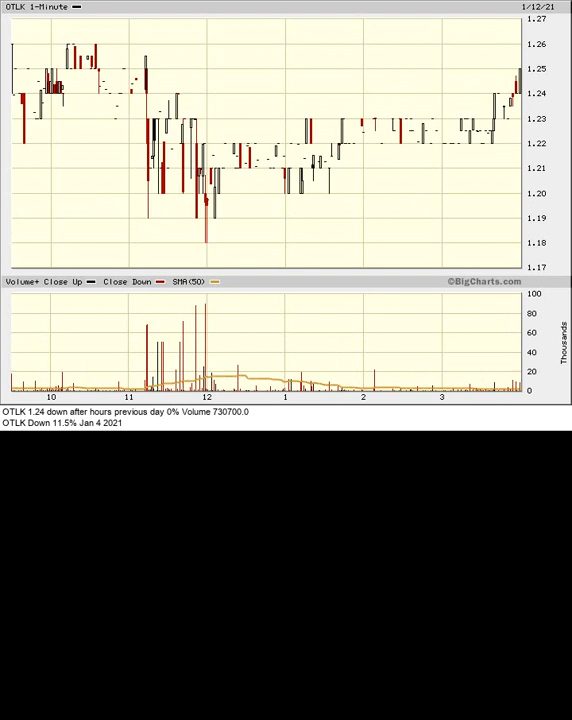 OTLK 1-Minute 1/12/21
1.27
1.26
1.25
1.24
1.23
1.22
1.21
1.20
1.19
1.18
1.17
Volume+ Close Up Close Down SMA(50) ©BigCharts.com
100
80
60
40
20
0
Thousands
10 11 12 1 2 3
OTLK 1.24 down after hours previous day 0% Volume 730700.0
OTLK Down 11.5% Jan 4 2021